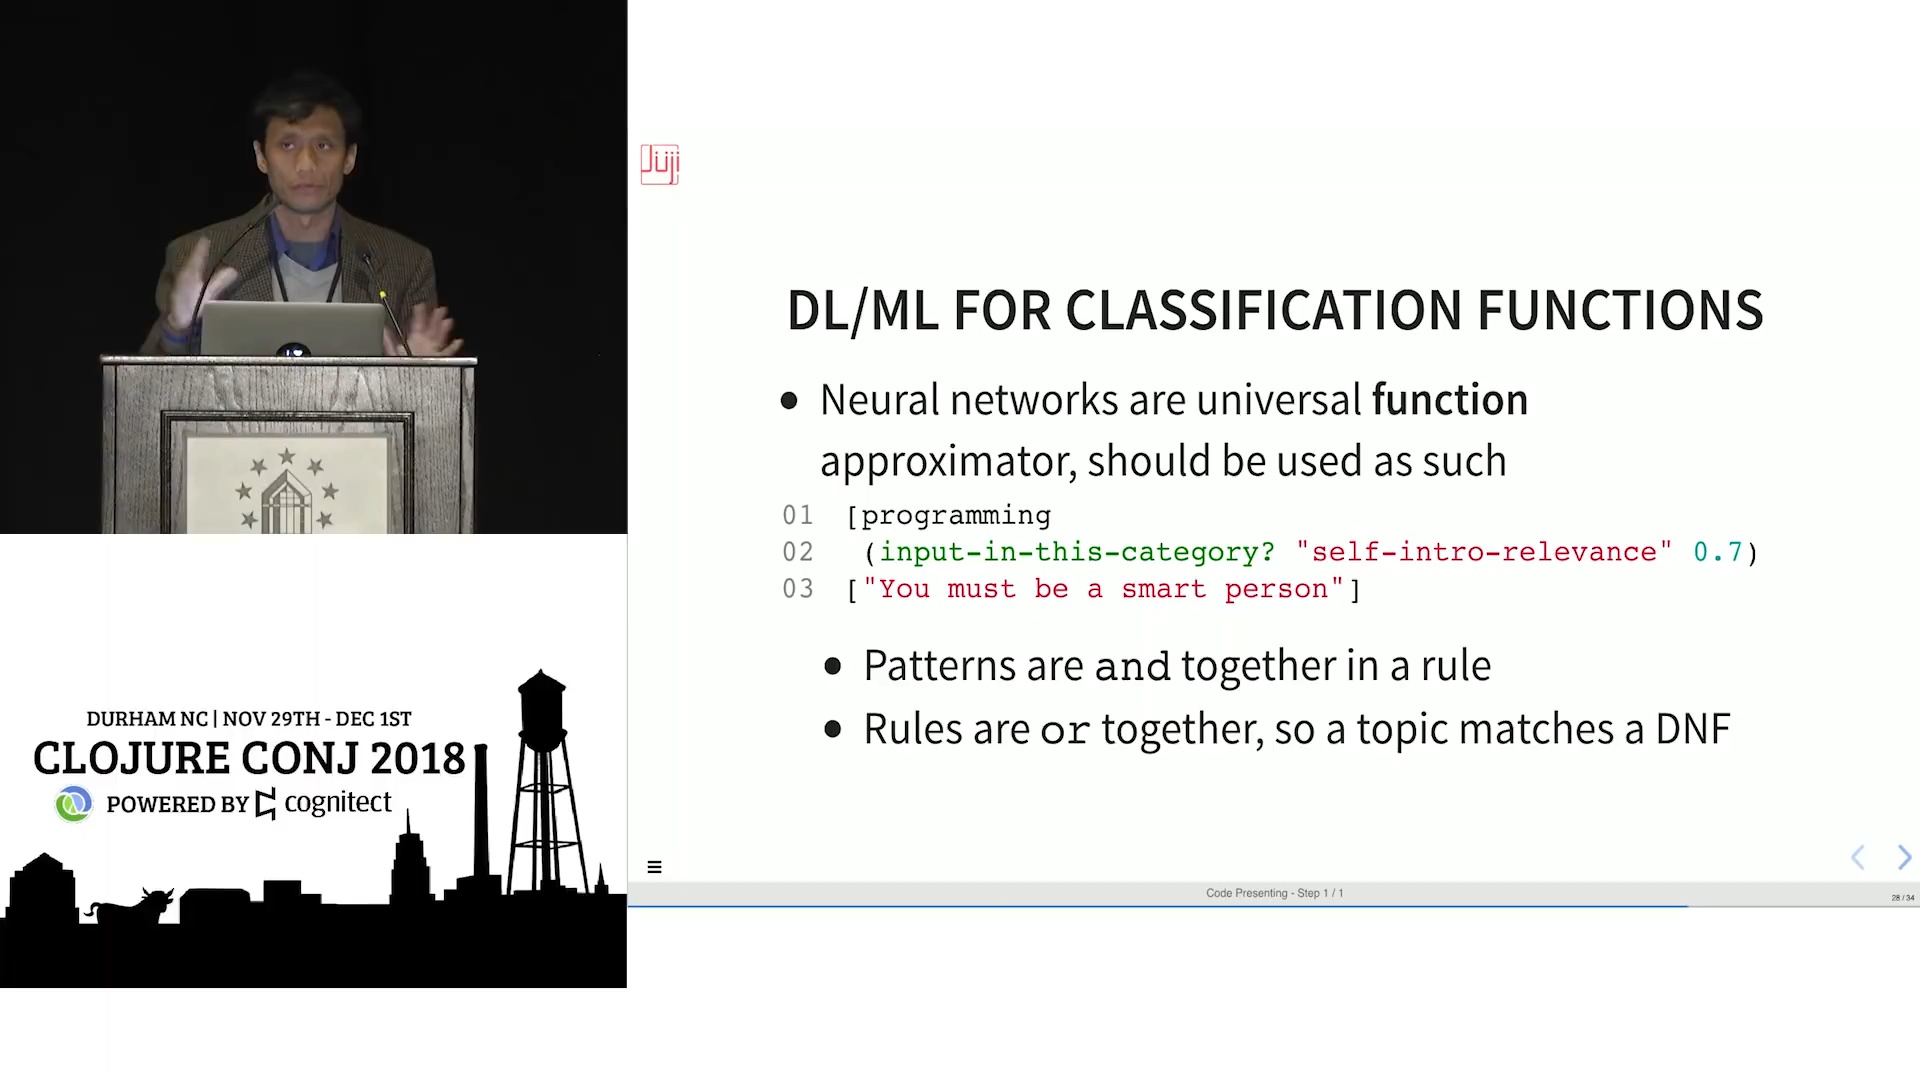 Juji
DL/ML FOR CLASSIFICATION FUNCTIONS
• Neural networks are universal function
approximator, should be used as such
01 [programming
02 (input-in-this-category? "self-intro-relevance" 0.7)
03 ["You must be a smart person"]
• Patterns are and together in a rule
• Rules are or together, so a topic matches a DNF
Code Presenting - Step 1 / 1
28 / 34
DURHAM NC | NOV 29TH - DEC 1ST
CLOJURE CONJ 2018
POWERED BY cognitect